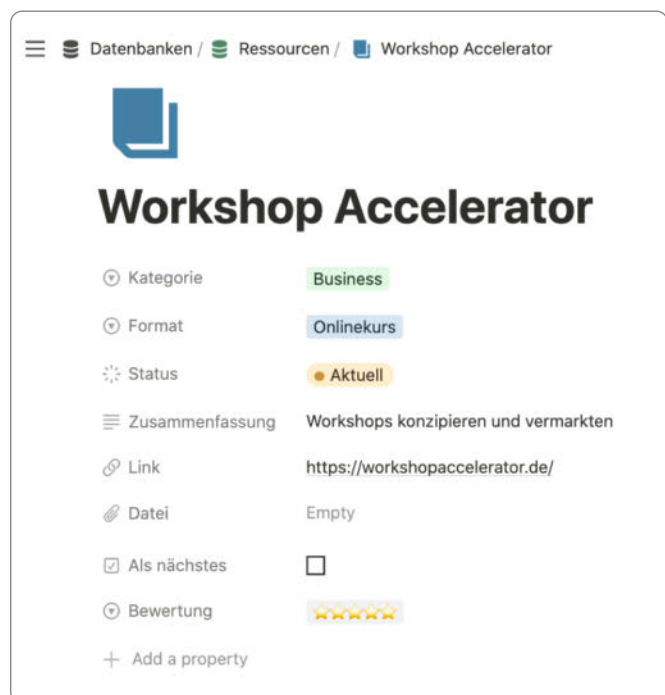 Datenbanken / Ressourcen / Workshop Accelerator
Workshop Accelerator
Kategorie Business
Format Onlinekurs
Status Aktuell
Zusammenfassung Workshops konzipieren und vermarkten
Link https://workshopaccelerator.de/
Datei Empty
Als nächstes
Bewertung ⭐⭐⭐⭐⭐
+ Add a property